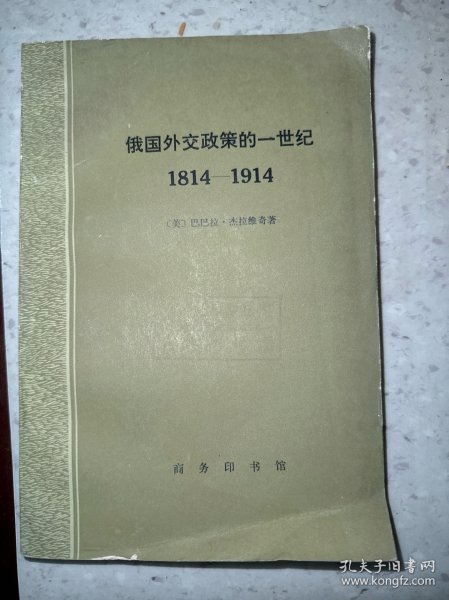 俄国外交政策的一世纪
1814—1914
〔美〕巴巴拉·杰拉维奇著
商务印书馆
孔夫子旧书网
www.kongfz.com